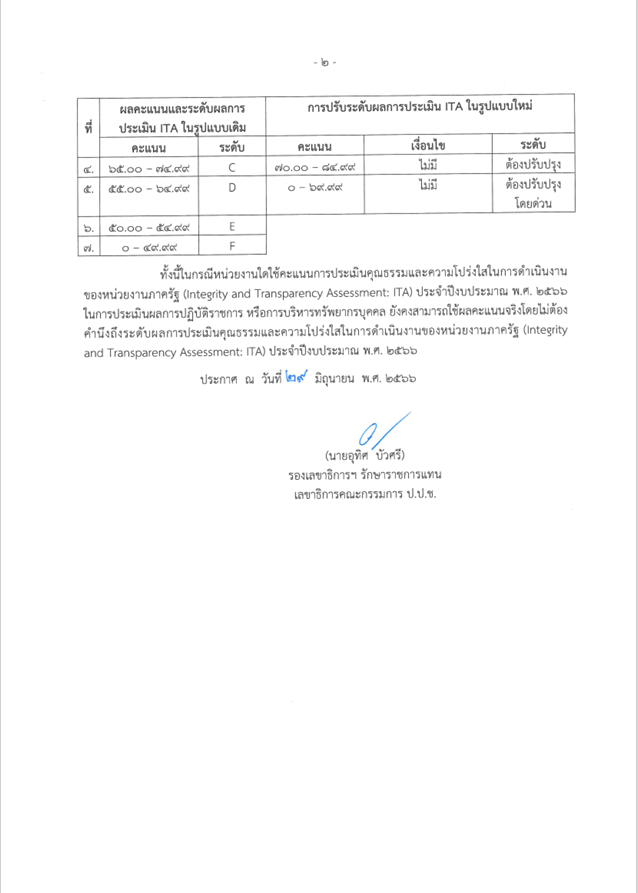 - ๒ -
ที่ ผลคะแนนและระดับผลการ การปรับระดับผลการประเมิน ITA ในรูปแบบใหม่
ประเมิน ITA ในรูปแบบเดิม
คะแนน ระดับ คะแนน เงื่อนไข ระดับ
๔. ๖๕.๐๐ – ๗๔.๙๙ C ๗๐.๐๐ – ๘๔.๙๙ ไม่มี ต้องปรับปรุง
๕. ๕๕.๐๐ – ๖๔.๙๙ D ๐ – ๖๙.๙๙ ไม่มี ต้องปรับปรุง
โดยด่วน
๖. ๕๐.๐๐ – ๕๔.๙๙ E
๗. ๐ – ๔๙.๙๙ F
ทั้งนี้ในกรณีหน่วยงานใดใช้คะแนนการประเมินคุณธรรมและความโปร่งใสในการดำเนินงาน
ของหน่วยงานภาครัฐ (Integrity and Transparency Assessment: ITA) ประจำปีงบประมาณ พ.ศ. ๒๕๖๖
ในการประเมินผลการปฏิบัติราชการ หรือการบริหารทรัพยากรบุคคล ยังคงสามารถใช้ผลคะแนนจริงโดยไม่ต้อง
คำนึงถึงระดับผลการประเมินคุณธรรมและความโปร่งใสในการดำเนินงานของหน่วยงานภาครัฐ (Integrity
and Transparency Assessment: ITA) ประจำปีงบประมาณ พ.ศ. ๒๕๖๖
ประกาศ ณ วันที่ ๒๙ มิถุนายน พ.ศ. ๒๕๖๖
(นายอุทิศ บัวศรี)
รองเลขาธิการฯ รักษาราชการแทน
เลขาธิการคณะกรรมการ ป.ป.ช.